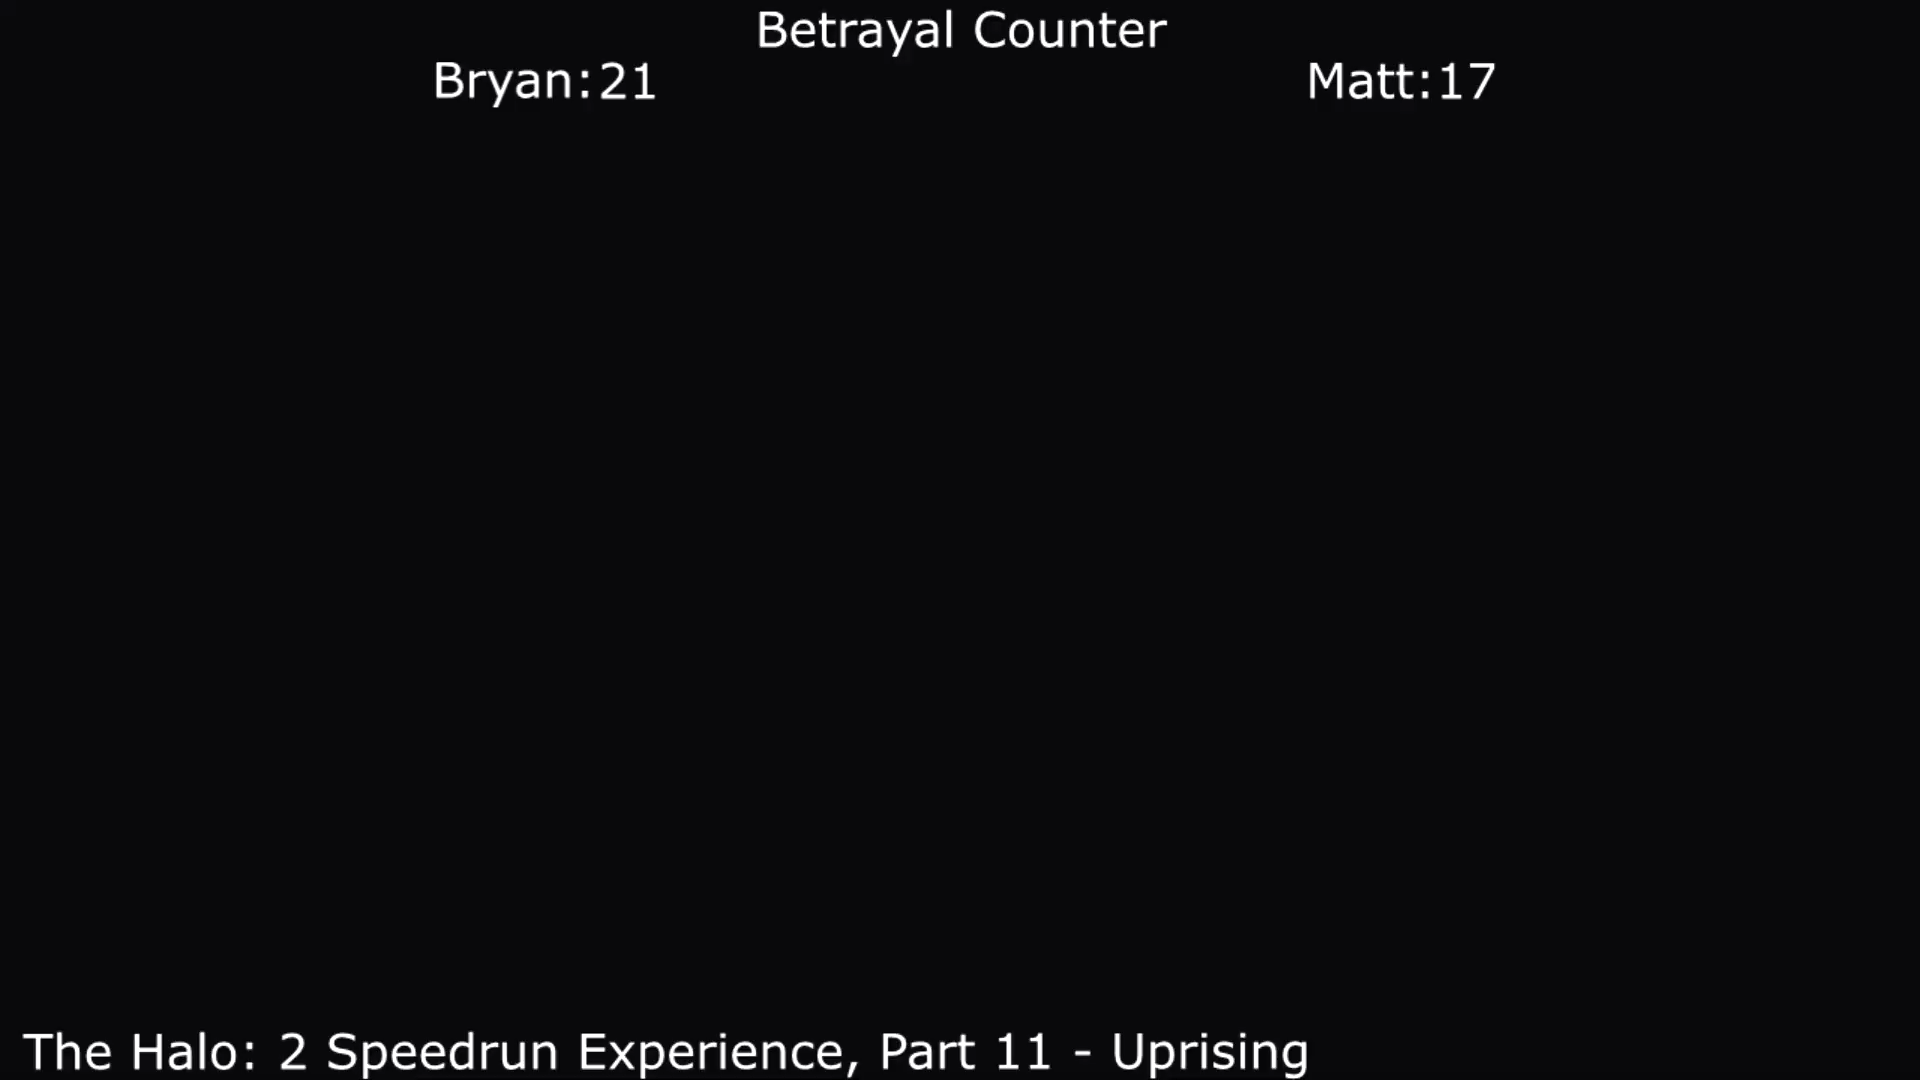 Betrayal Counter
Bryan:21 Matt:17
The Halo: 2 Speedrun Experience, Part 11 - Uprising